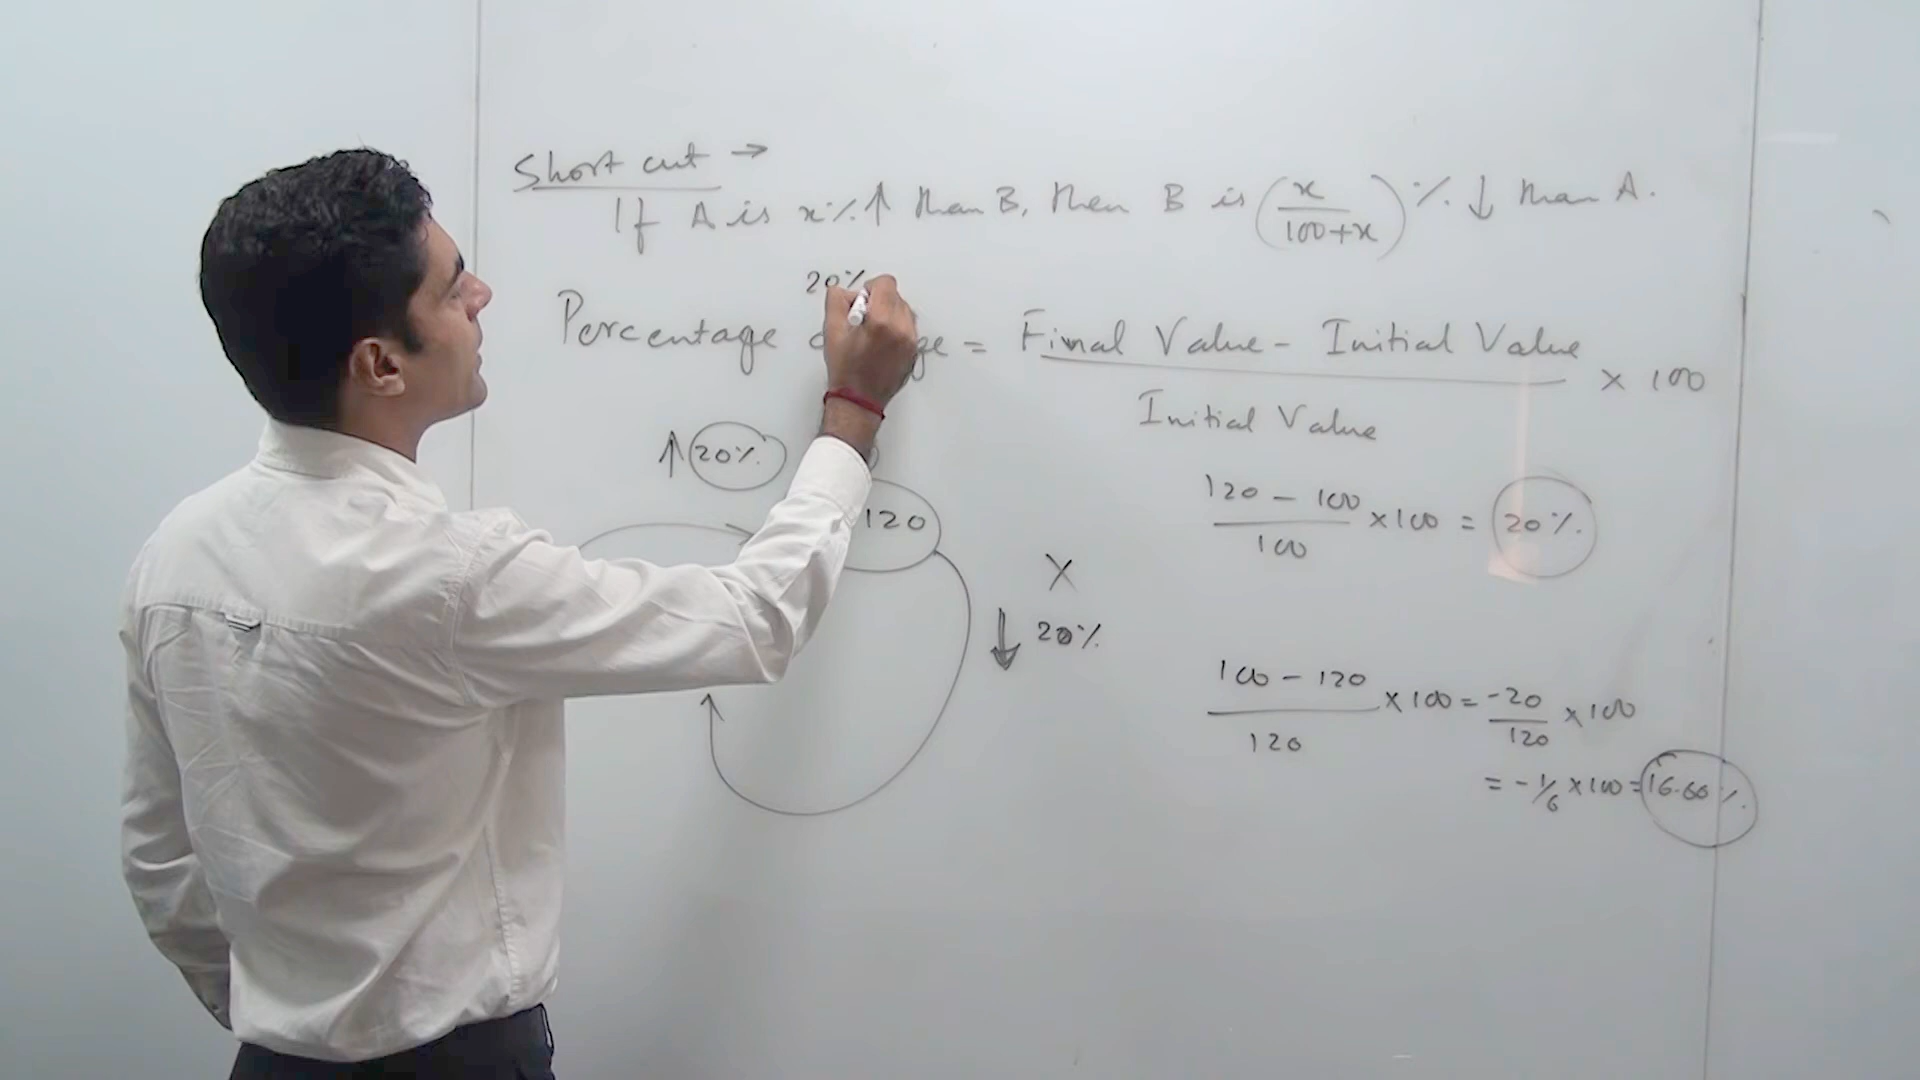 Short cut →
If A is x%↑ than B, then B is (x/100+x)%↓ than A.
20%
Percentage = Final Value - Initial Value / Initial Value × 100
↑ 20%
120
X
↓ 20%
120 - 100 / 100 × 100 = 20%.
100 - 120 / 120 × 100 = -20/120 × 100
= -1/6 × 100 = 16.66%.